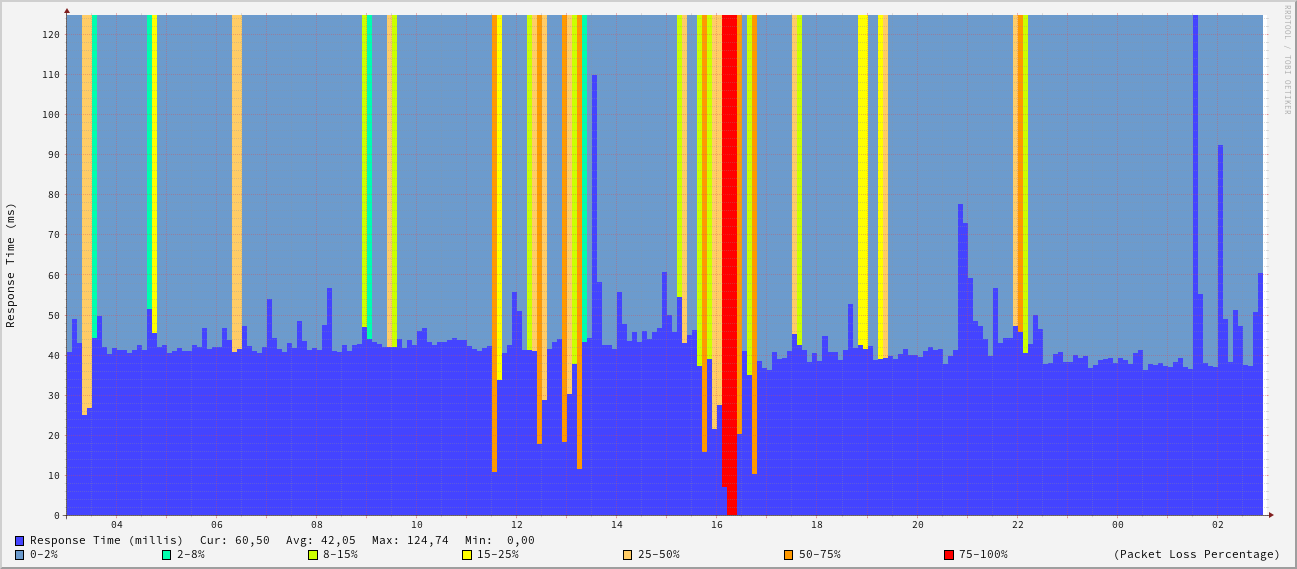 RRDTOOL / TOBI OETIKER
Response Time (ms)
120
110
100
90
80
70
60
50
40
30
20
10
0
04 06 08 10 12 14 16 18 20 22 00 02
Response Time (millis) Cur: 60,50 Avg: 42,05 Max: 124,74 Min: 0,00
0-2% 2-8% 8-15% 15-25% 25-50% 50-75% 75-100% (Packet Loss Percentage)